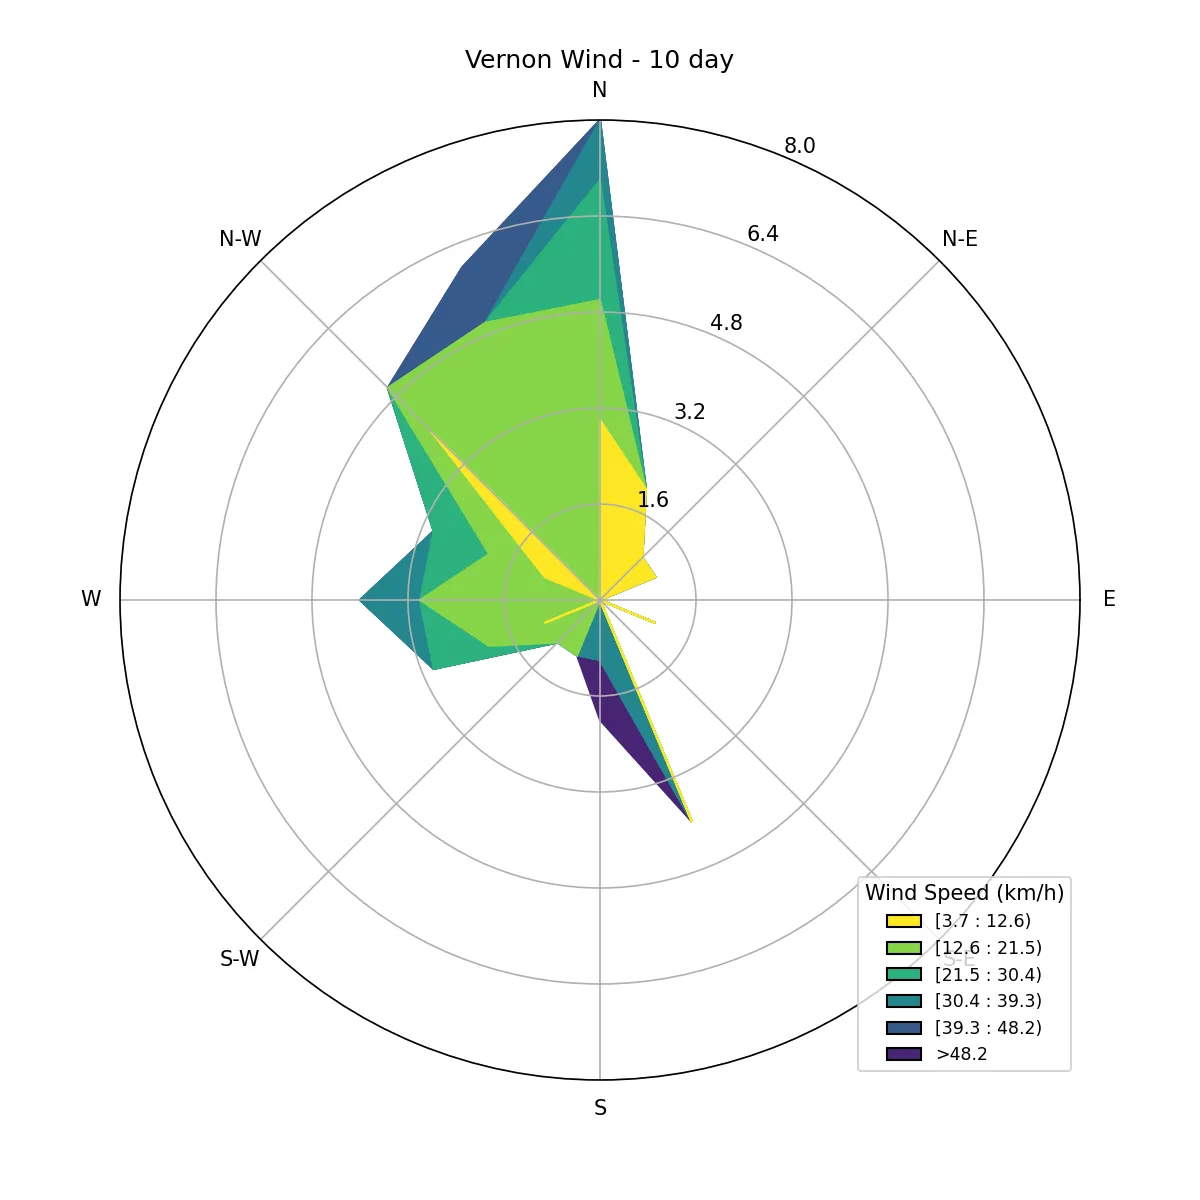 Vernon Wind - 10 day
N
8.0
N-W
N-E
6.4
4.8
3.2
1.6
W
E
Wind Speed (km/h)
[3.7 : 12.6)
[12.6 : 21.5)
S-W
S-E
[21.5 : 30.4)
[30.4 : 39.3)
[39.3 : 48.2)
>48.2
S